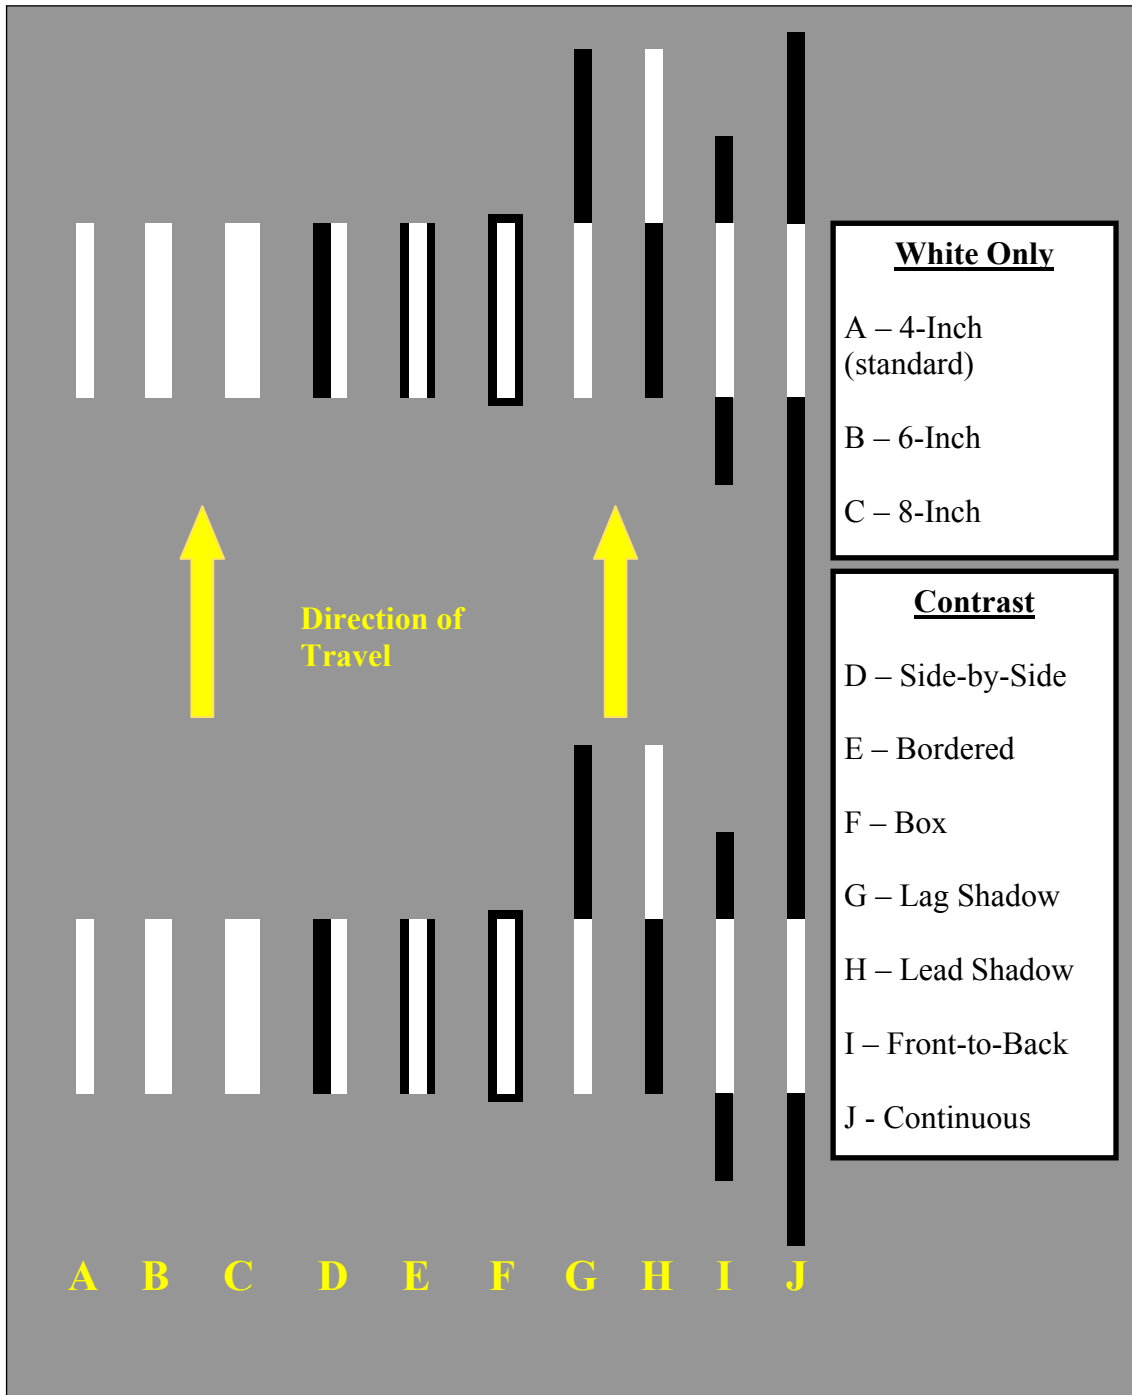 White Only
A – 4-Inch
(standard)
B – 6-Inch
C – 8-Inch
Direction of
Travel
Contrast
D – Side-by-Side
E – Bordered
F – Box
G – Lag Shadow
H – Lead Shadow
I – Front-to-Back
J - Continuous
A B C D E F G H I J